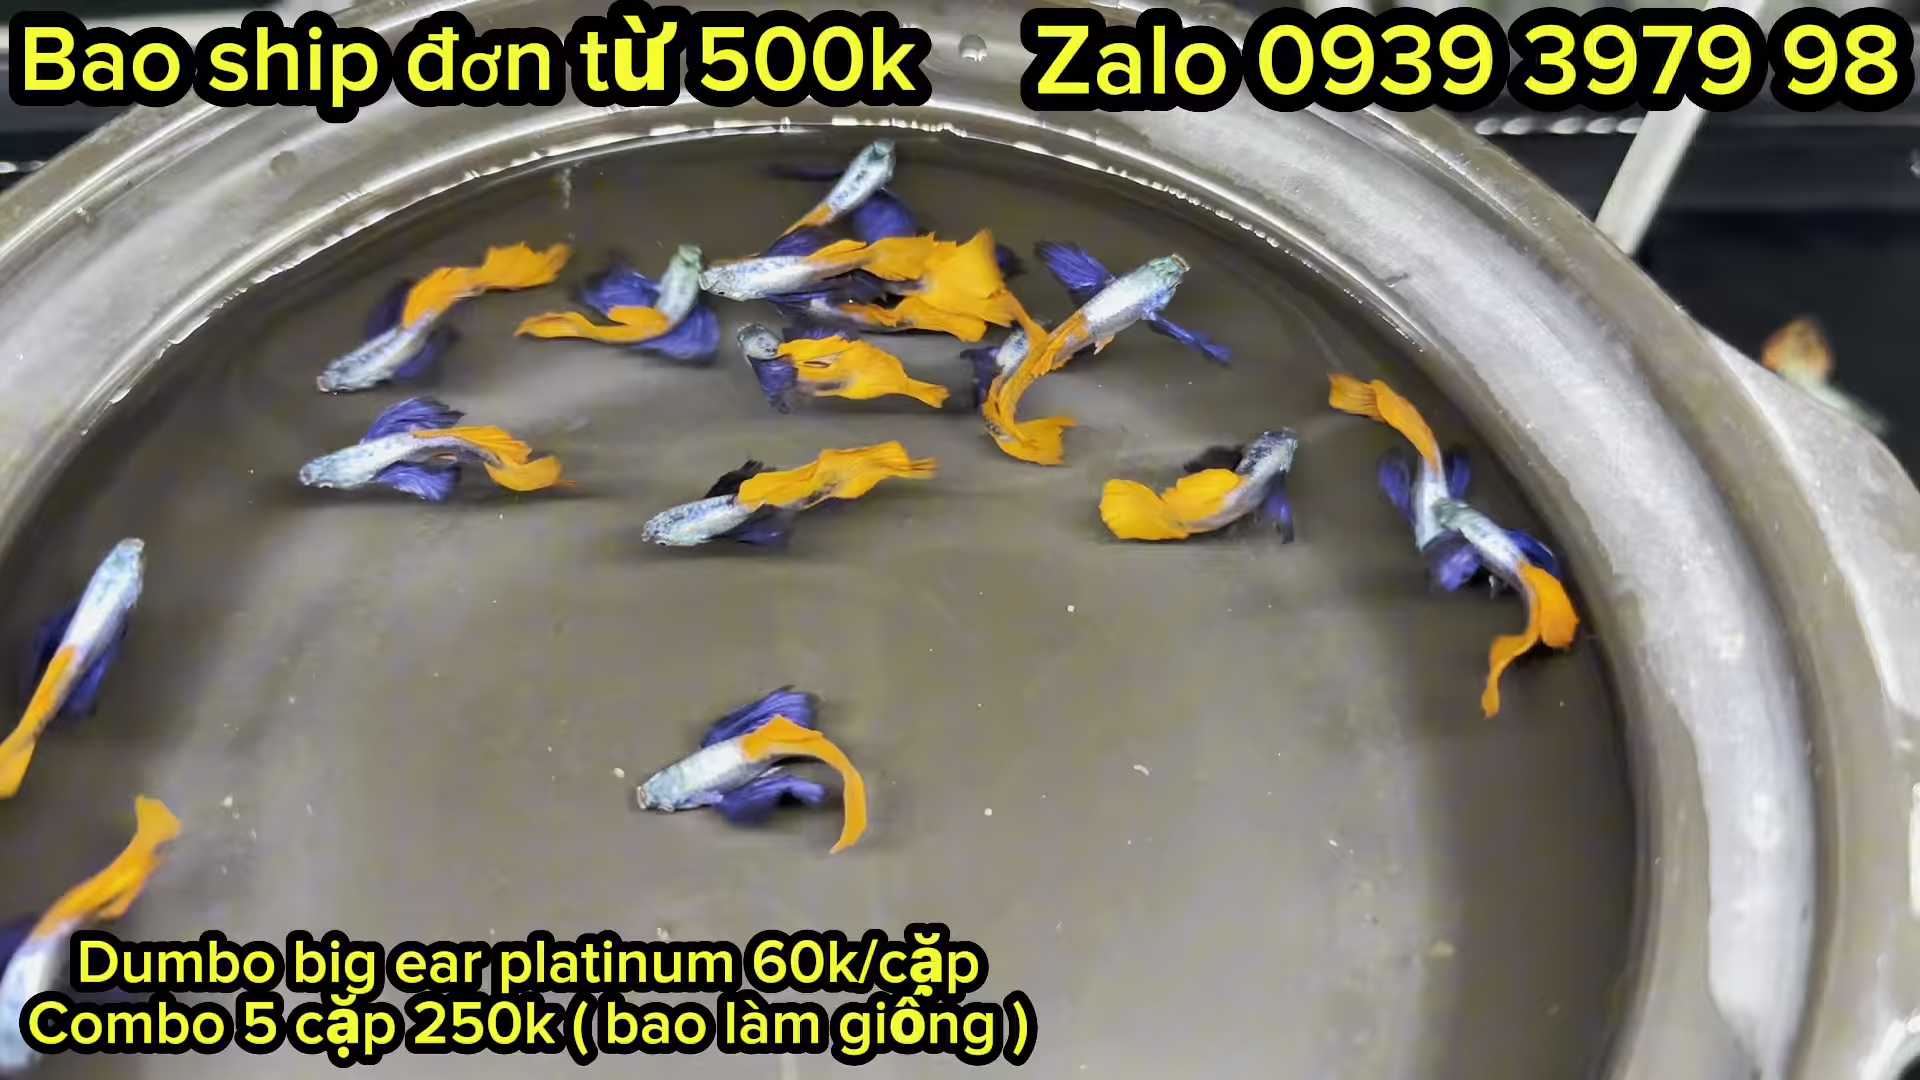 Bao ship đơn từ 500k
Zalo 0939 3979 98
Dumbo big ear platinum 60k/cặp
Combo 5 cặp 250k ( bao làm giống )